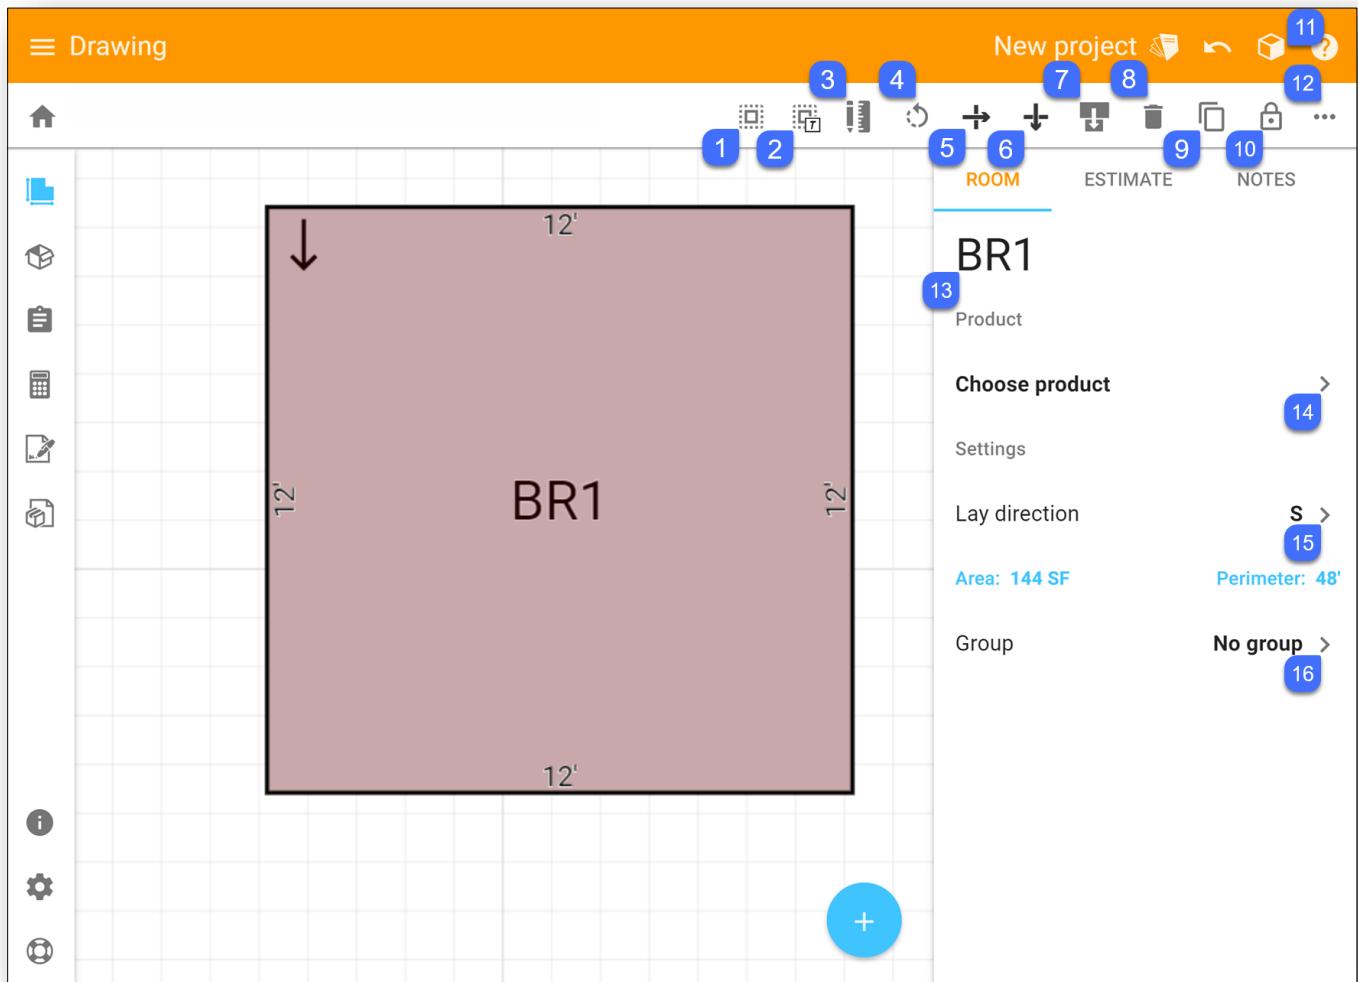 Drawing
New project
11
?
3
4
7
8
12
T
1
2
5
6
9
10
ROOM
ESTIMATE
NOTES
12'
BR1
13
Product
Choose product
14
Settings
12'
BR1
12'
Lay direction
S
15
Area: 144 SF
Perimeter: 48'
Group
No group
16
12'